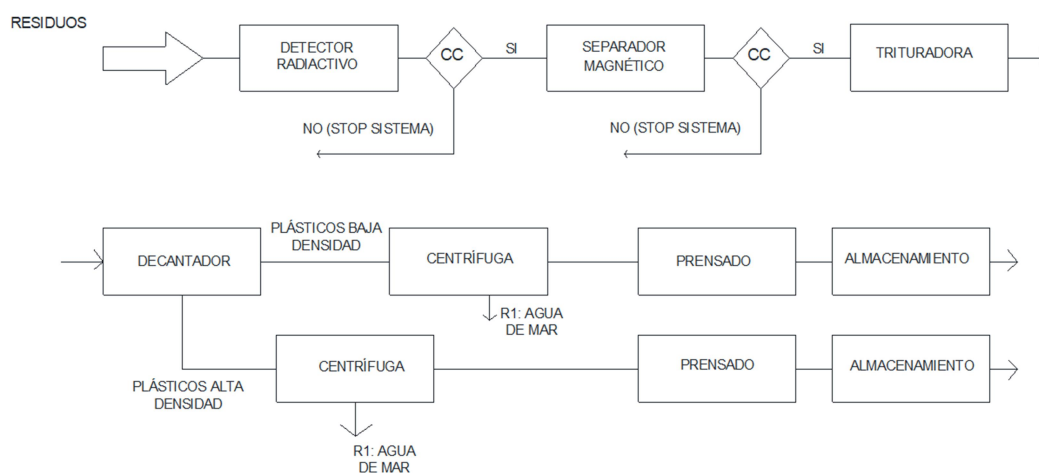 RESIDUOS
DETECTOR
RADIACTIVO
CC
SI
SEPARADOR
MAGNÉTICO
CC
SI
TRITURADORA
NO (STOP SISTEMA)
NO (STOP SISTEMA)
DECANTADOR
PLÁSTICOS BAJA
DENSIDAD
CENTRÍFUGA
PRENSADO
ALMACENAMIENTO
R1: AGUA
DE MAR
PLÁSTICOS ALTA
DENSIDAD
CENTRÍFUGA
PRENSADO
ALMACENAMIENTO
R1: AGUA
DE MAR